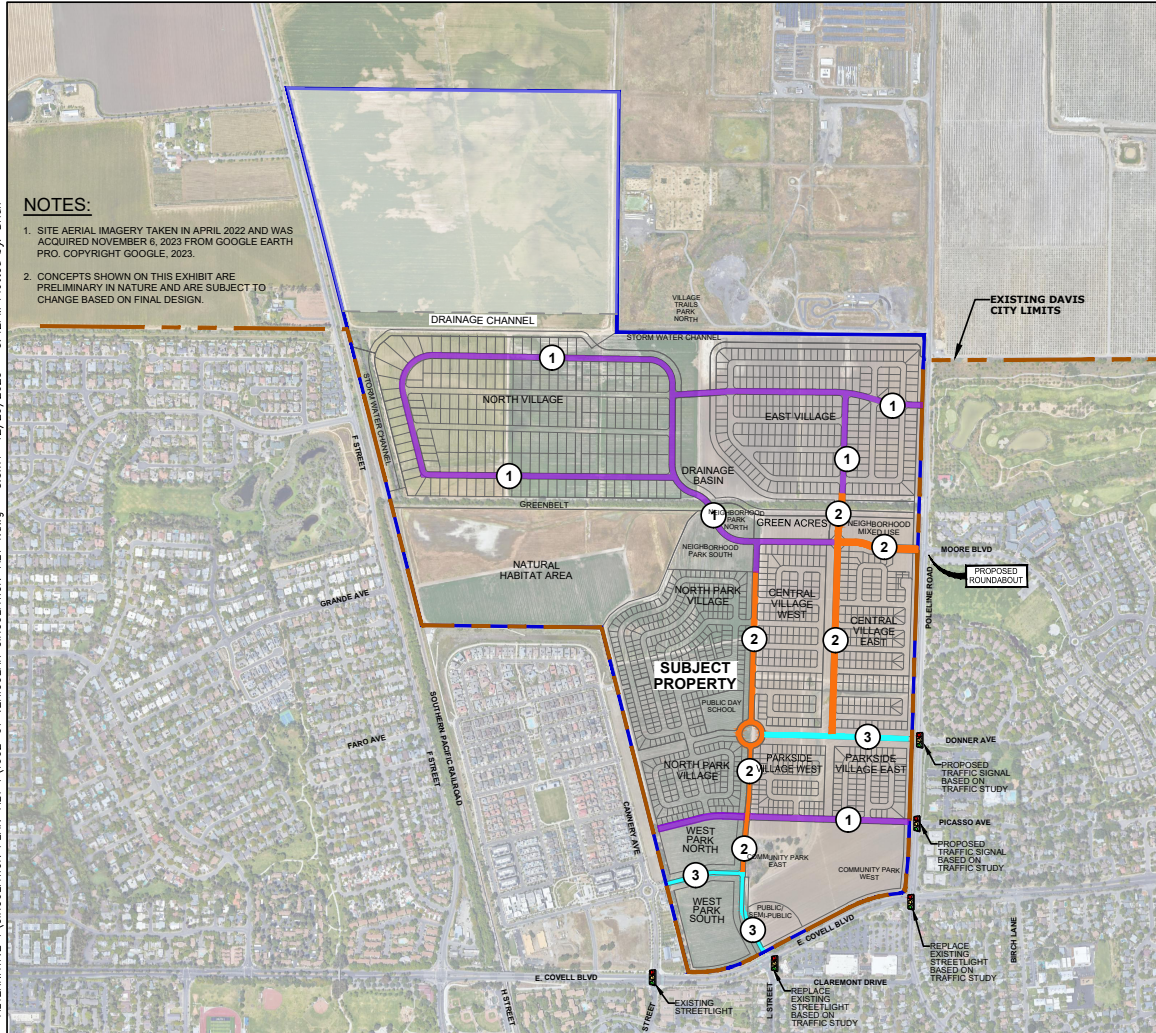 NOTES:
1. SITE AERIAL IMAGERY TAKEN IN APRIL 2022 AND WAS
ACQUIRED NOVEMBER 6, 2023 FROM GOOGLE EARTH
PRO. COPYRIGHT GOOGLE, 2023.
2. CONCEPTS SHOWN ON THIS EXHIBIT ARE
PRELIMINARY IN NATURE AND ARE SUBJECT TO
CHANGE BASED ON FINAL DESIGN.
VILLAGE
TRAILS
PARK
NORTH
EXISTING DAVIS
CITY LIMITS
DRAINAGE CHANNEL
STORM WATER CHANNEL
1
NORTH VILLAGE
STORM WATER CHANNEL
1
EAST VILLAGE
F STREET
1
1
DRAINAGE
BASIN
GREENBELT
1
NEIGHBORHOOD
PARK
NORTH
2
GREEN ACRES
NEIGHBORHOOD
MIXED USE
2
MOORE BLVD
NEIGHBORHOOD
PARK SOUTH
PROPOSED
ROUNDABOUT
POLELINE ROAD
NATURAL
HABITAT AREA
GRANDE AVE
NORTH PARK
VILLAGE
CENTRAL
VILLAGE
WEST
CENTRAL
VILLAGE
EAST
2
2
SUBJECT
PROPERTY
PUBLIC DAY
SCHOOL
SOUTHERN PACIFIC RAILROAD
F STREET
FARO AVE
3
DONNER AVE
PROPOSED
TRAFFIC SIGNAL
BASED ON
TRAFFIC STUDY
NORTH PARK
VILLAGE
2
PARKSIDE
VILLAGE WEST
PARKSIDE
VILLAGE EAST
CANNERY AVE
1
PICASSO AVE
PROPOSED
TRAFFIC SIGNAL
BASED ON
TRAFFIC STUDY
WEST
PARK
NORTH
2
COMMUNITY PARK
EAST
COMMUNITY PARK
WEST
3
WEST
PARK
SOUTH
PUBLIC/
SEMI-PUBLIC
3
E. COVELL BLVD
BIRCH LANE
REPLACE
EXISTING
STREETLIGHT
BASED ON
TRAFFIC STUDY
E. COVELL BLVD
H STREET
STREET
EXISTING
STREETLIGHT
L STREET
CLAREMONT DRIVE
REPLACE
EXISTING
STREETLIGHT
BASED ON
TRAFFIC STUDY